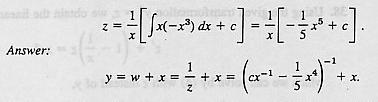 z = \frac{1}{x} \left[ \int x(-x^3) dx + c \right] = \frac{1}{x} \left[ -\frac{1}{5} x^5 + c \right] .
Answer:
y = w + x = \frac{1}{z} + x = \left( cx^{-1} - \frac{1}{5} x^4 \right)^{-1} + x.